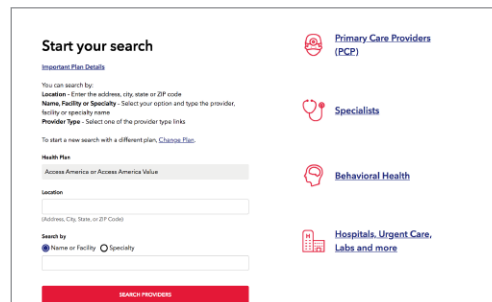 Start your search
Important Plan Details
You can search by:
Location - Enter the address, city, state or ZIP code
Name, Facility or Specialty - Select your option and type the provider,
facility or specialty name
Provider Type - Select one of the provider type links
To start a new search with a different plan, Change Plan.
Health Plan
Access America or Access America Value
Location
(Address, City, State, or ZIP Code)
Search by
Name or Facility
Specialty
SEARCH PROVIDERS
Primary Care Providers
(PCP)
Specialists
Behavioral Health
H
Hospitals, Urgent Care,
Labs and more